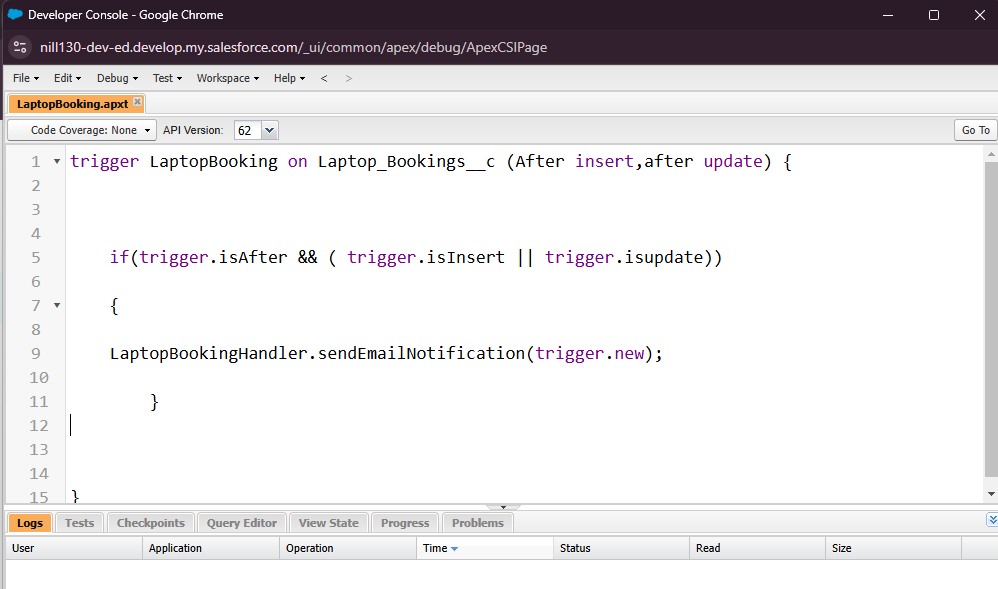 Developer Console - Google Chrome
nill130-dev-ed.develop.my.salesforce.com/_ui/common/apex/debug/ApexCSIPage
File Edit Debug Test Workspace Help < >
LaptopBooking.apxt
Code Coverage: None API Version: 62 Go To
1 trigger LaptopBooking on Laptop_Bookings__c (After insert,after update) {
2
3
4
5 if(trigger.isAfter && ( trigger.isInsert || trigger.isupdate))
6
7 {
8
9 LaptopBookingHandler.sendEmailNotification(trigger.new);
10
11 }
12
13
14
15 }
Logs Tests Checkpoints Query Editor View State Progress Problems
User Application Operation Time Status Read Size